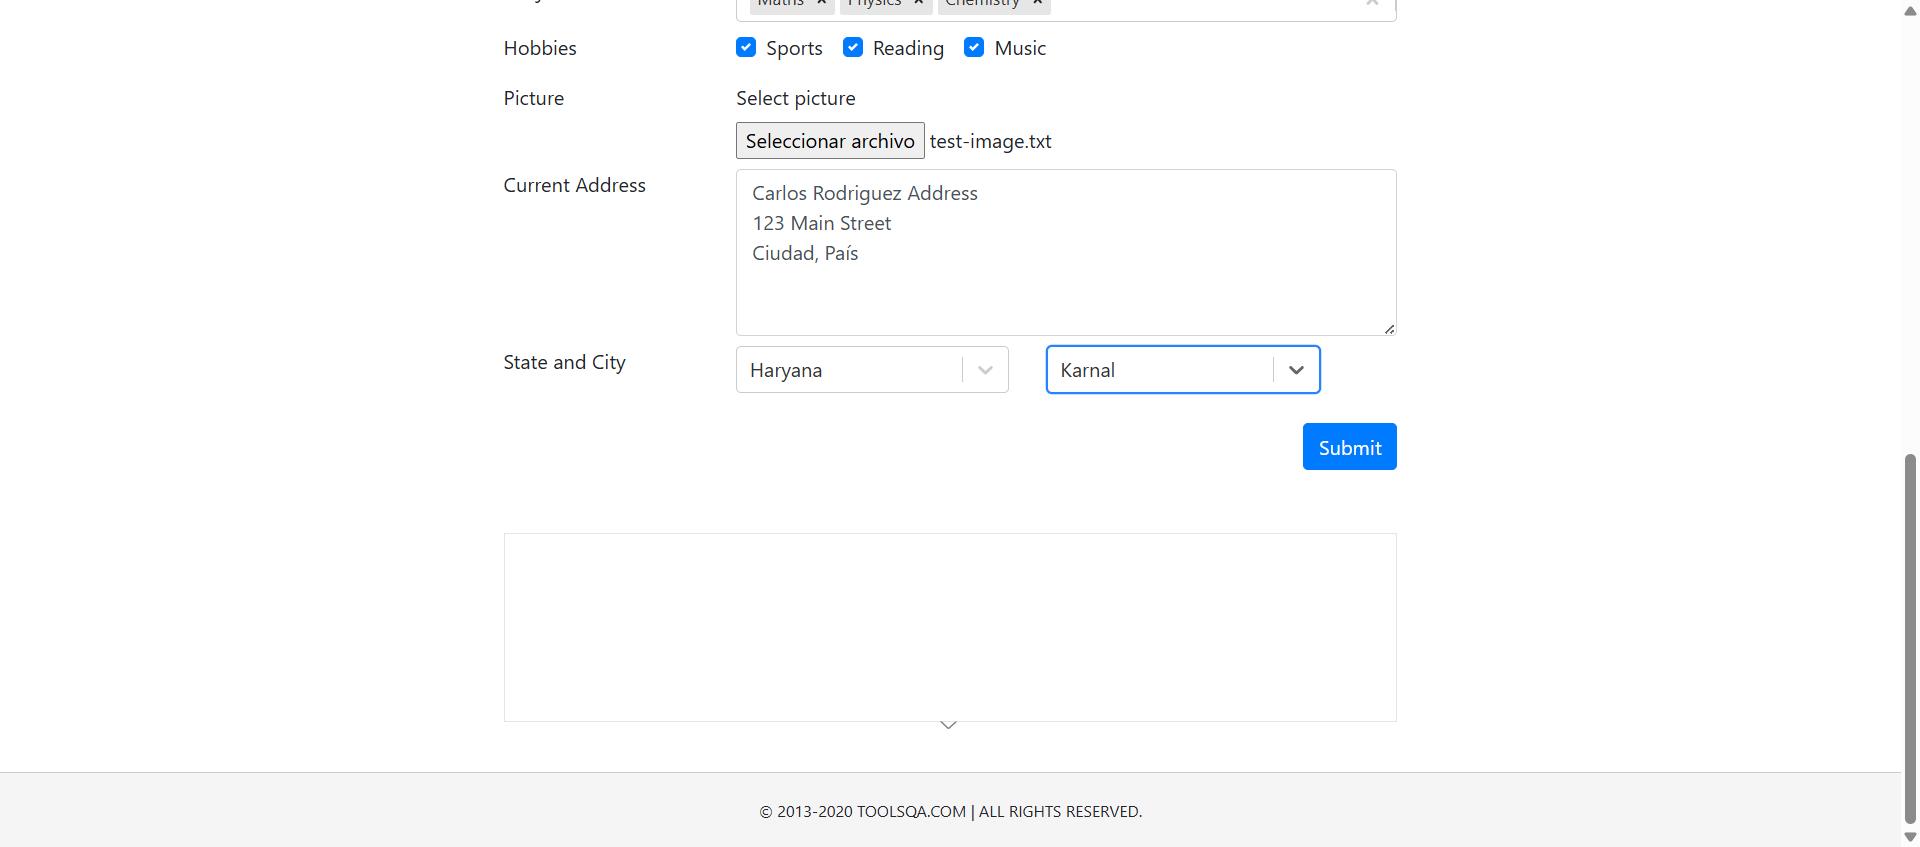 Maths × Physics × Chemistry ×
Hobbies Sports Reading Music
Picture Select picture
Seleccionar archivo test-image.txt
Current Address Carlos Rodriguez Address
123 Main Street
Ciudad, País
State and City Haryana Karnal
Submit
© 2013-2020 TOOLSQA.COM | ALL RIGHTS RESERVED.